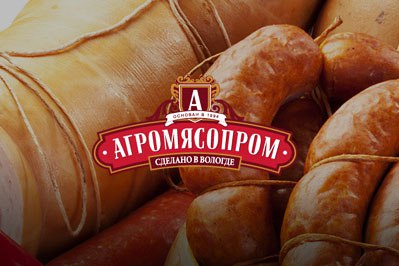 А
ОСНОВАН В 1994
АГРОМЯСОПРОМ
СДЕЛАНО В ВОЛОГДЕ